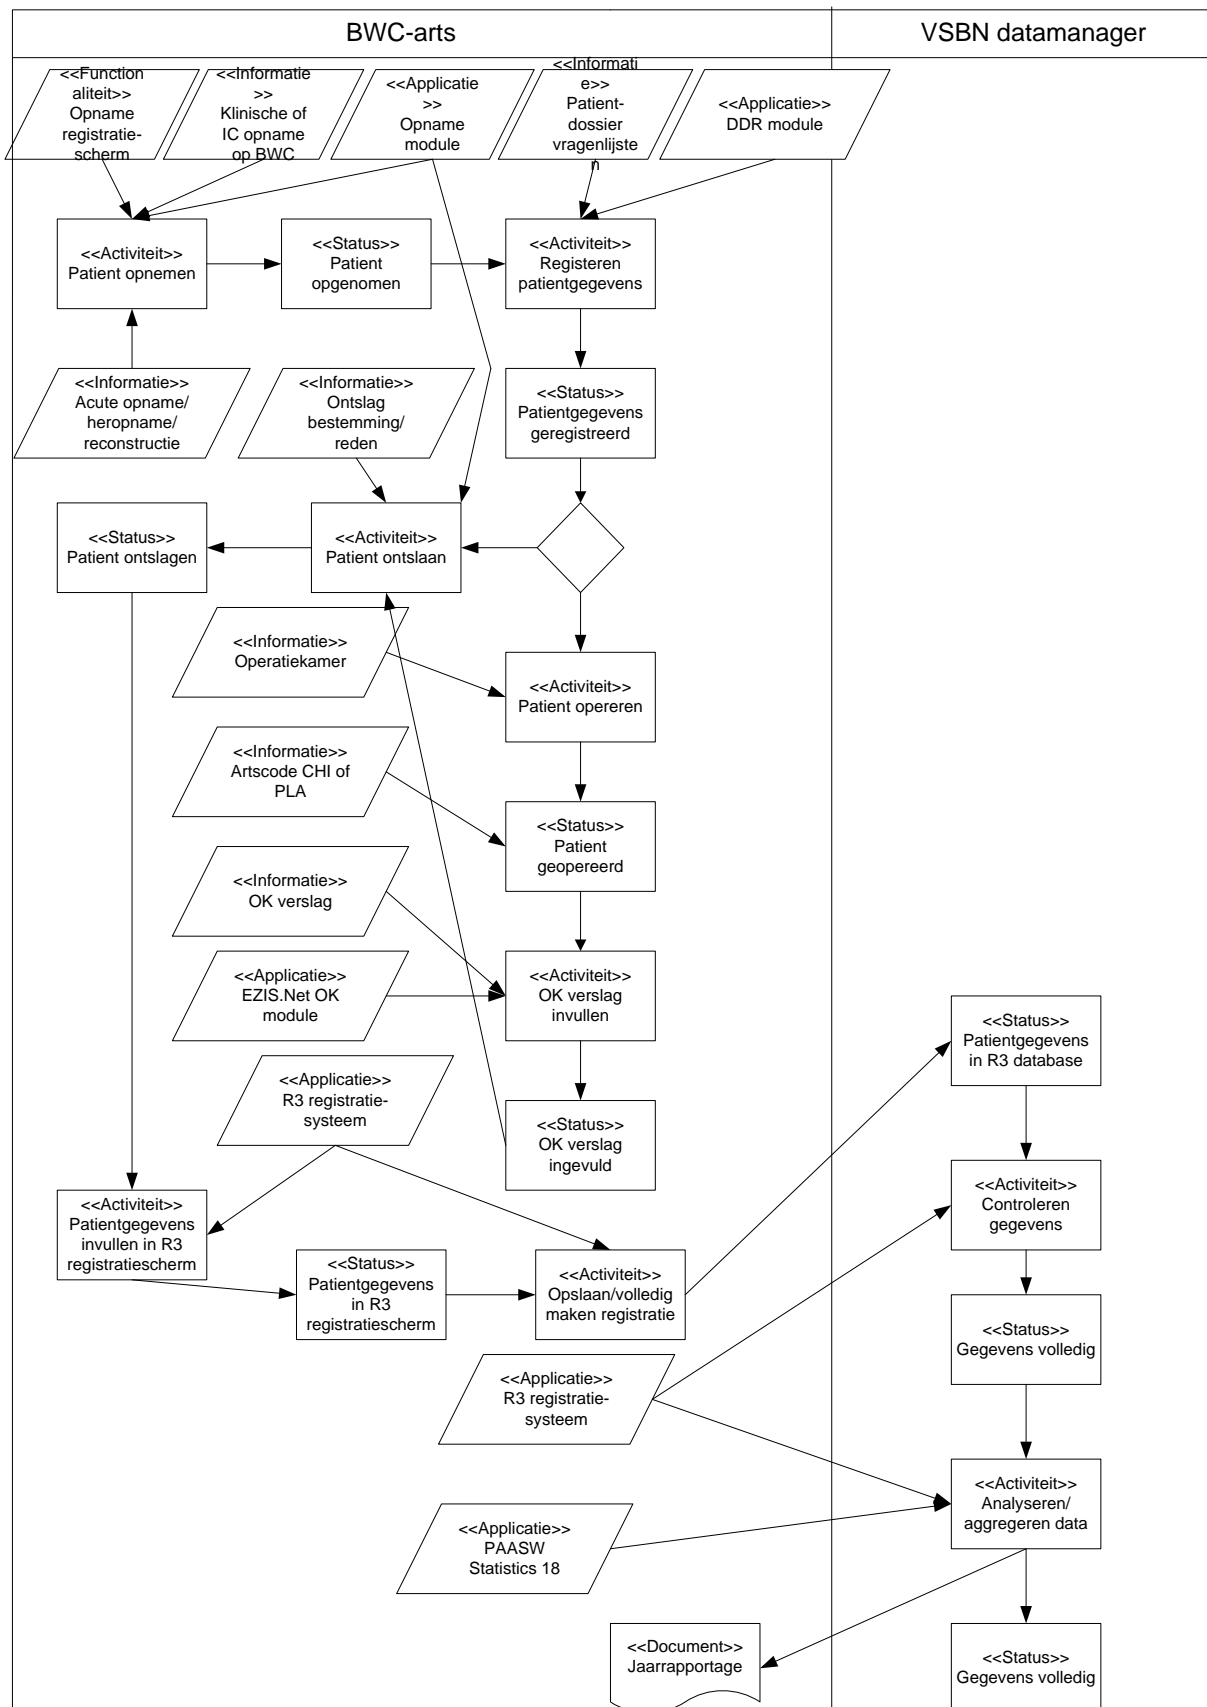 BWC-arts
VSBN datamanager
<<Function
aliteit>>
Opname
registratie-
scherm
<<Informatie
>>
Klinische of
IC opname
op BWC
<<Applicatie
>>
Opname
module
<<Informati
e>>
Patient-
dossier
vragenlijste
n
<<Applicatie>>
DDR module
<<Activiteit>>
Patient opnemen
<<Status>>
Patient
opgenomen
<<Activiteit>>
Registeren
patientgegevens
<<Informatie>>
Acute opname/
heropname/
reconstructie
<<Informatie>>
Ontslag
bestemming/
reden
<<Status>>
Patientgegevens
geregistreerd
<<Status>>
Patient ontslagen
<<Activiteit>>
Patient ontslaan
<<Informatie>>
Operatiekamer
<<Activiteit>>
Patient opereren
<<Informatie>>
Artscode CHI of
PLA
<<Status>>
Patient
geopereerd
<<Informatie>>
OK verslag
<<Applicatie>>
EZIS.Net OK
module
<<Activiteit>>
OK verslag
invullen
<<Status>>
Patientgegevens
in R3 database
<<Applicatie>>
R3 registratie-
systeem
<<Status>>
OK verslag
ingevuld
<<Activiteit>>
Controleren
gegevens
<<Activiteit>>
Patientgegevens
invullen in R3
registratiescherm
<<Status>>
Patientgegevens
in R3
registratiescherm
<<Activiteit>>
Opslaan/volledig
maken registratie
<<Status>>
Gegevens volledig
<<Applicatie>>
R3 registratie-
systeem
<<Activiteit>>
Analyseren/
aggregeren data
<<Applicatie>>
PAASW
Statistics 18
<<Document>>
Jaarrapportage
<<Status>>
Gegevens volledig